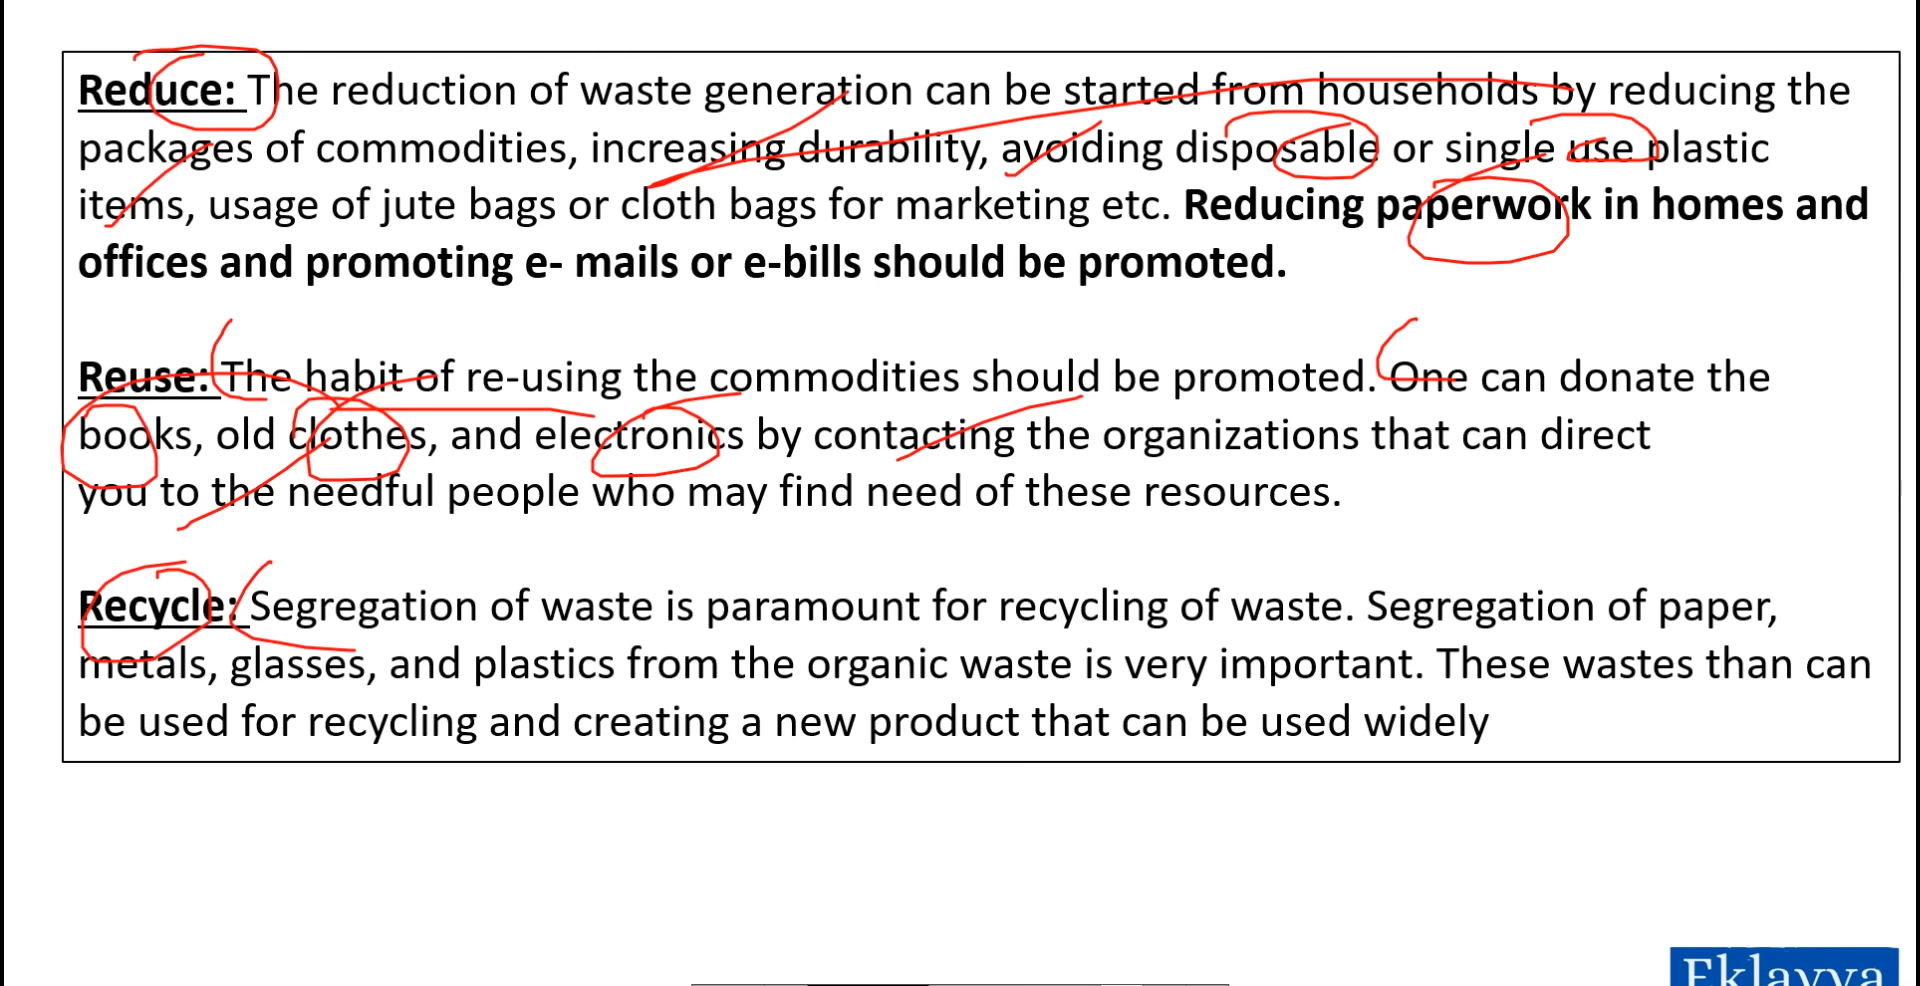 Reduce: The reduction of waste generation can be started from households by reducing the
packages of commodities, increasing durability, avoiding disposable or single use plastic
items, usage of jute bags or cloth bags for marketing etc. Reducing paperwork in homes and
offices and promoting e- mails or e-bills should be promoted.
Reuse: The habit of re-using the commodities should be promoted. One can donate the
books, old clothes, and electronics by contacting the organizations that can direct
you to the needful people who may find need of these resources.
Recycle: Segregation of waste is paramount for recycling of waste. Segregation of paper,
metals, glasses, and plastics from the organic waste is very important. These wastes than can
be used for recycling and creating a new product that can be used widely
Eklavya